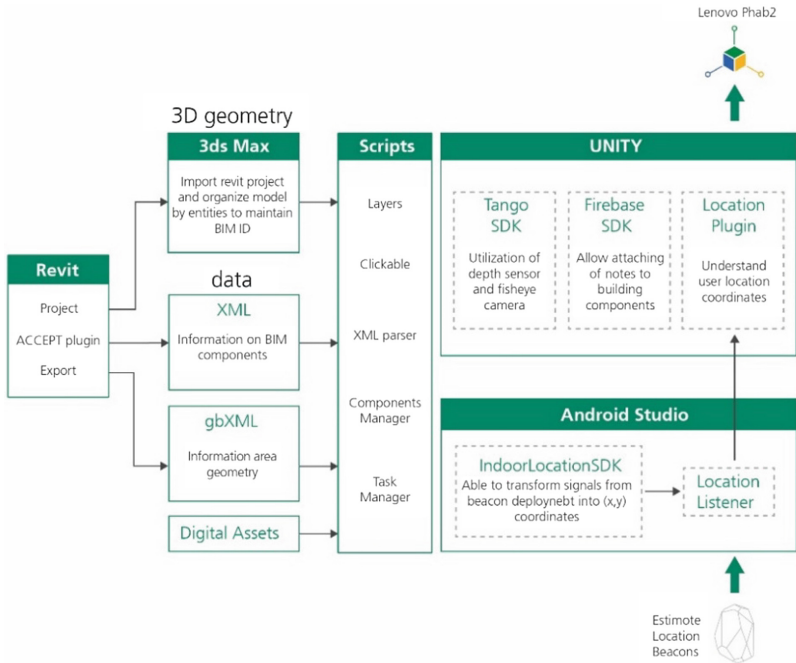 Lenovo Phab2
3D geometry
3ds Max
Import revit project
and organize model
by entities to maintain
BIM ID
Scripts
Layers
Clickable
XML parser
Components
Manager
Task
Manager
UNITY
Tango
SDK
Utilization of
depth sensor
and fisheye
camera
Firebase
SDK
Allow attaching
of notes to
building
components
Location
Plugin
Understand
user location
coordinates
Revit
Project
ACCEPT plugin
Export
data
XML
Information on BIM
components
gbXML
Information area
geometry
Digital Assets
Android Studio
IndoorLocationSDK
Able to transform signals from
beacon deploynebt into (x,y)
coordinates
Location
Listener
Estimote
Location
Beacons